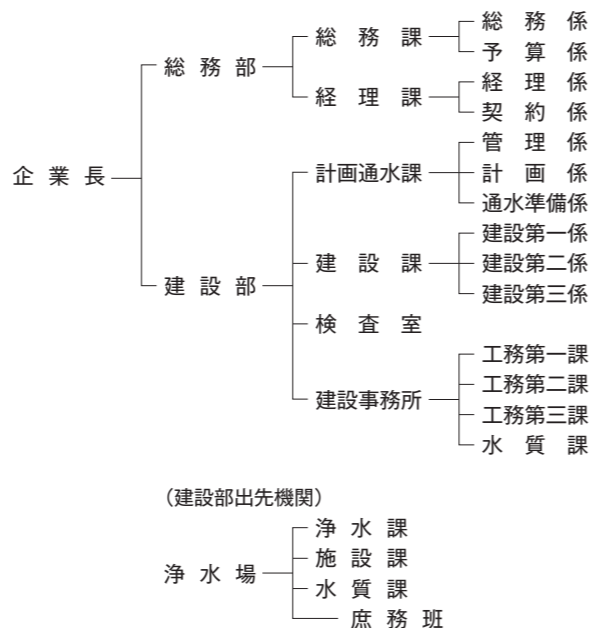 総務係
総務課
予算係
総務部
経理係
経理課
契約係
管理係
企業長
計画通水課
計画係
通水準備係
建設第一係
建設課
建設第二係
建設部
建設第三係
検査室
工務第一課
工務第二課
建設事務所
工務第三課
水質課
（建設部出先機関）
浄水課
施設課
浄水場
水質課
庶務班